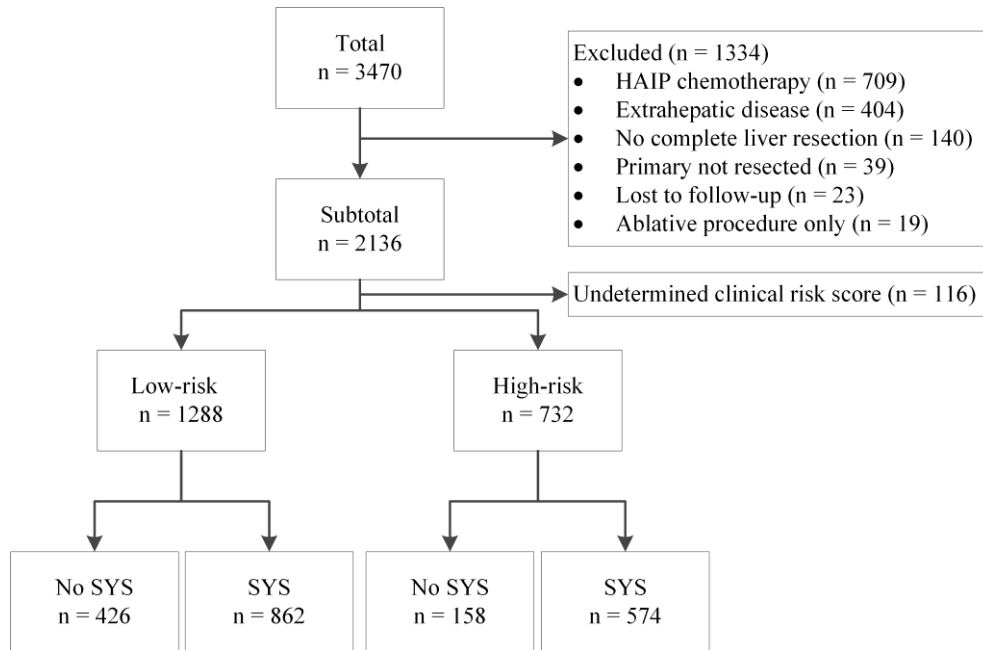 Total
n = 3470
Excluded (n = 1334)
• HAIP chemotherapy (n = 709)
• Extrahepatic disease (n = 404)
• No complete liver resection (n = 140)
• Primary not resected (n = 39)
• Lost to follow-up (n = 23)
• Ablative procedure only (n = 19)
Subtotal
n = 2136
Undetermined clinical risk score (n = 116)
Low-risk
n = 1288
High-risk
n = 732
No SYS
n = 426
SYS
n = 862
No SYS
n = 158
SYS
n = 574